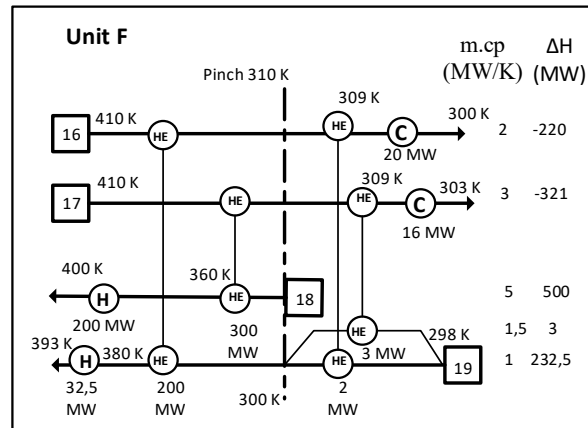 Unit F
m.cp
(MW/K)
ΔH
(MW)
Pinch 310 K
16
410 K
HE
309 K
HE
C
20 MW
300 K
2
-220
17
410 K
HE
309 K
HE
C
16 MW
303 K
3
-321
400 K
H
200 MW
360 K
HE
300
MW
18
5
500
HE
3 MW
1,5
3
393 K
H
32,5
MW
380 K
HE
200
MW
300 K
HE
2
MW
298 K
19
1
232,5